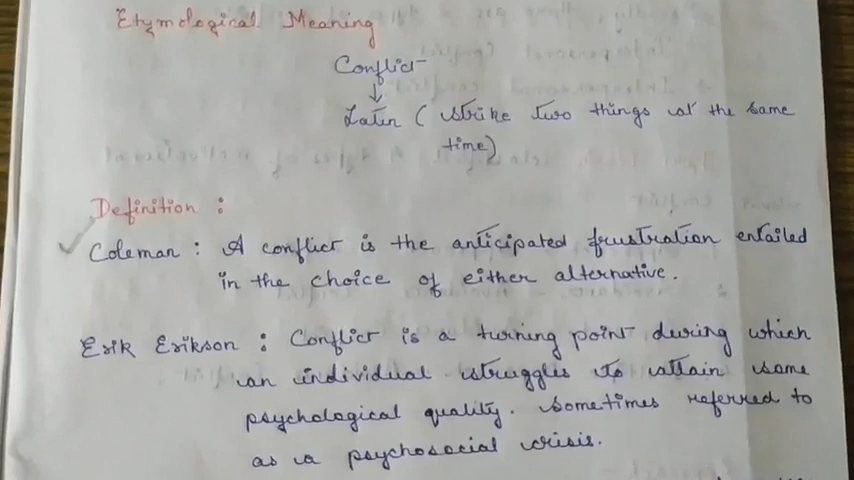 Etymological Meaning
Conflict
↓
Latin ( strike two things at the same
time)
Definition :
Coleman : A conflict is the anticipated frustration entailed
in the choice of either alternative.
Erik Erikson : Conflict is a turning point during which
an individual struggles to attain some
psychological quality. Sometimes referred to
as a psychosocial crisis.